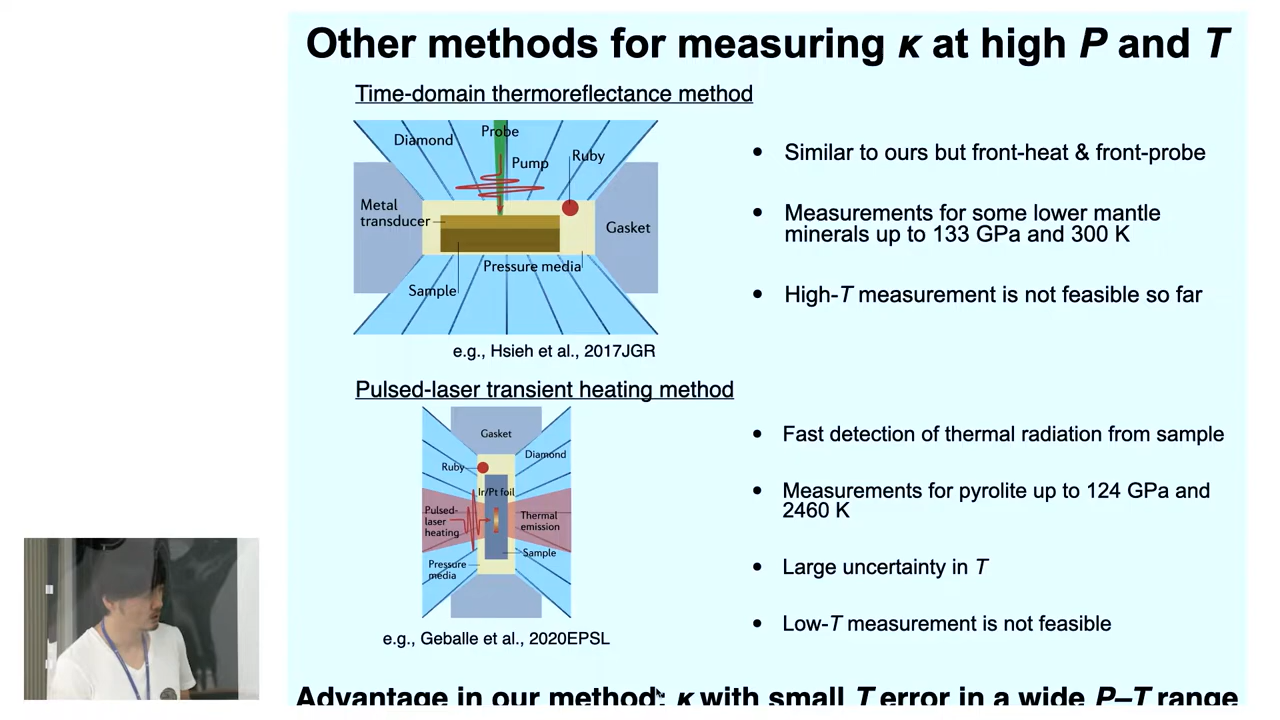 Other methods for measuring κ at high P and T
Time-domain thermoreflectance method
Diamond
Probe
Pump
Ruby
Metal
transducer
Gasket
Pressure media
Sample
e.g., Hsieh et al., 2017JGR
• Similar to ours but front-heat & front-probe
• Measurements for some lower mantle
minerals up to 133 GPa and 300 K
• High-T measurement is not feasible so far
Pulsed-laser transient heating method
Gasket
Diamond
Ruby
Ir/Pt foil
Pulsed-
laser
heating
Thermal
emission
Sample
Pressure
media
e.g., Geballe et al., 2020EPSL
• Fast detection of thermal radiation from sample
• Measurements for pyrolite up to 124 GPa and
2460 K
• Large uncertainty in T
• Low-T measurement is not feasible
Advantage in our method: κ with small T error in a wide P–T range